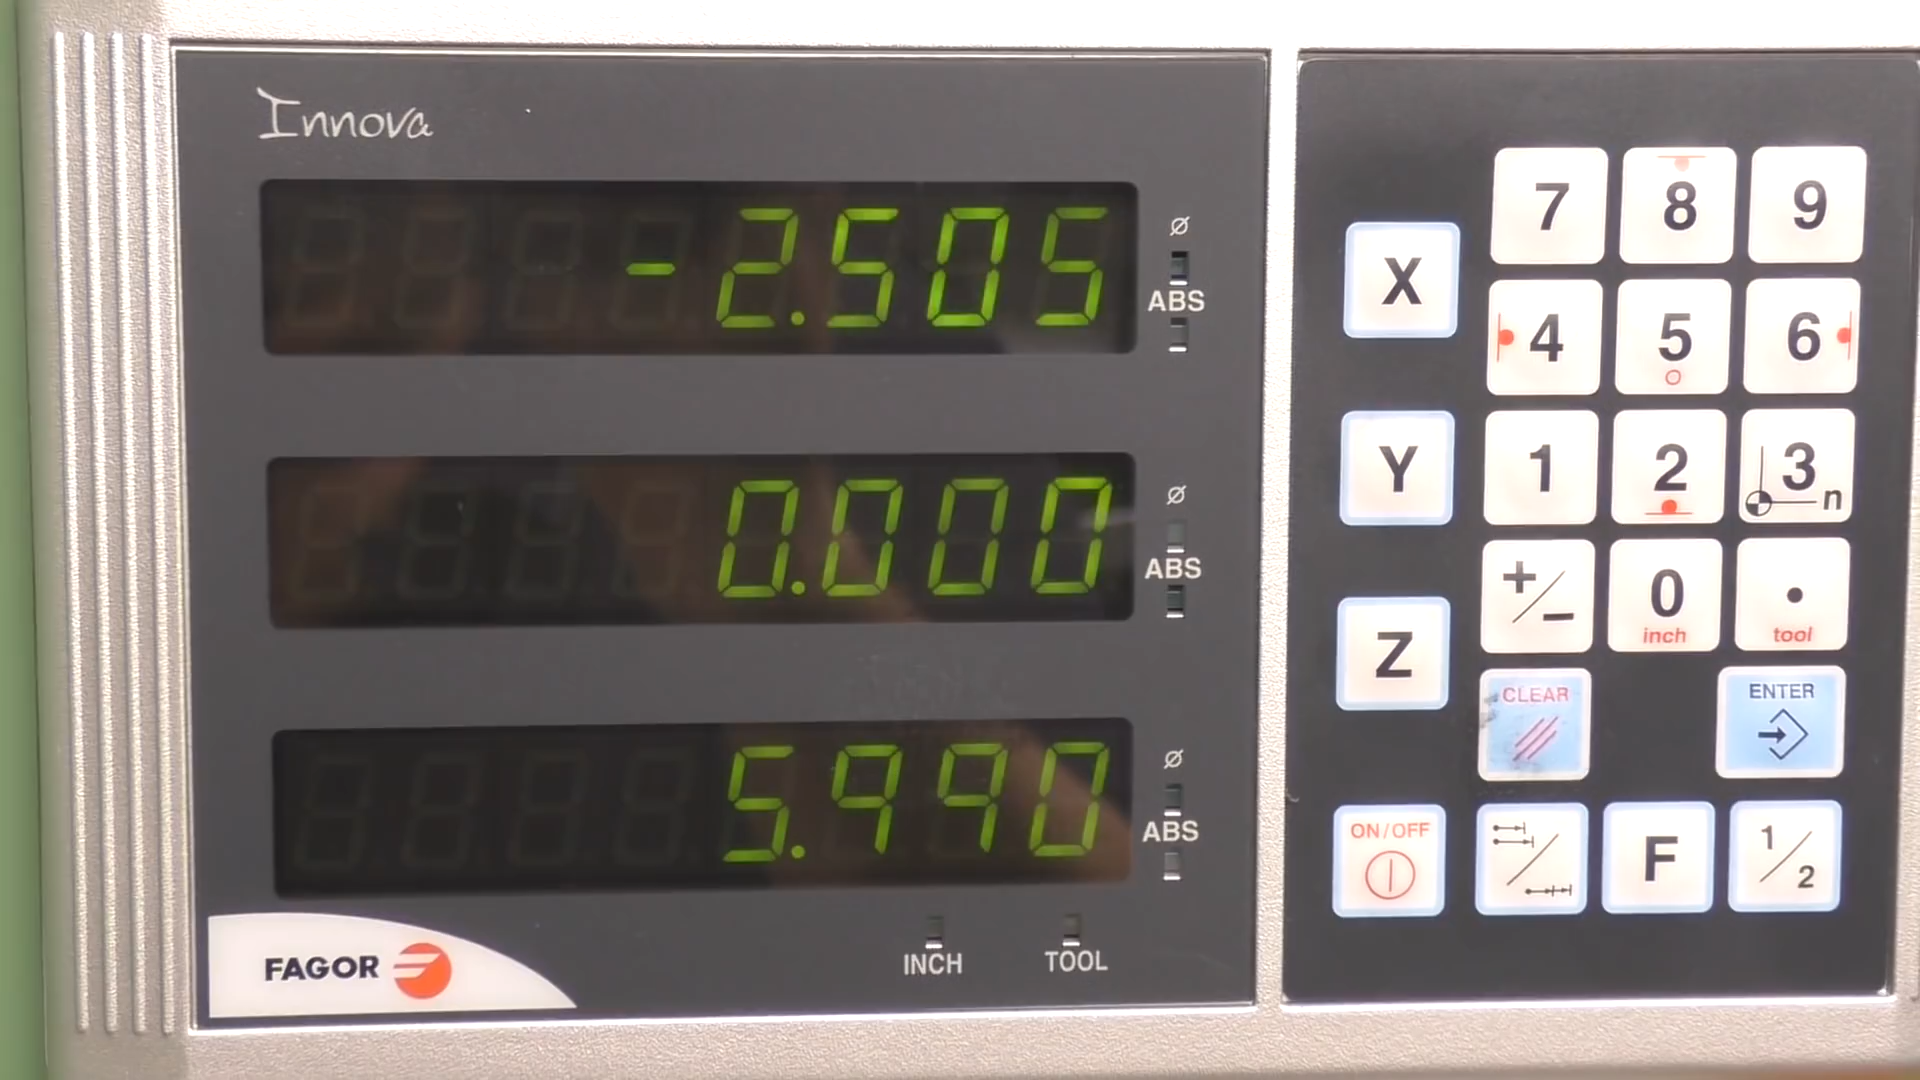 Innova
-2.505
Ø
ABS
0.000
Ø
ABS
5.990
Ø
ABS
INCH TOOL
FAGOR
7 8 9
X
4 5 6
Y
1 2 3 n
+/- 0 .
inch tool
Z
CLEAR ENTER
ON/OFF
F 1/2